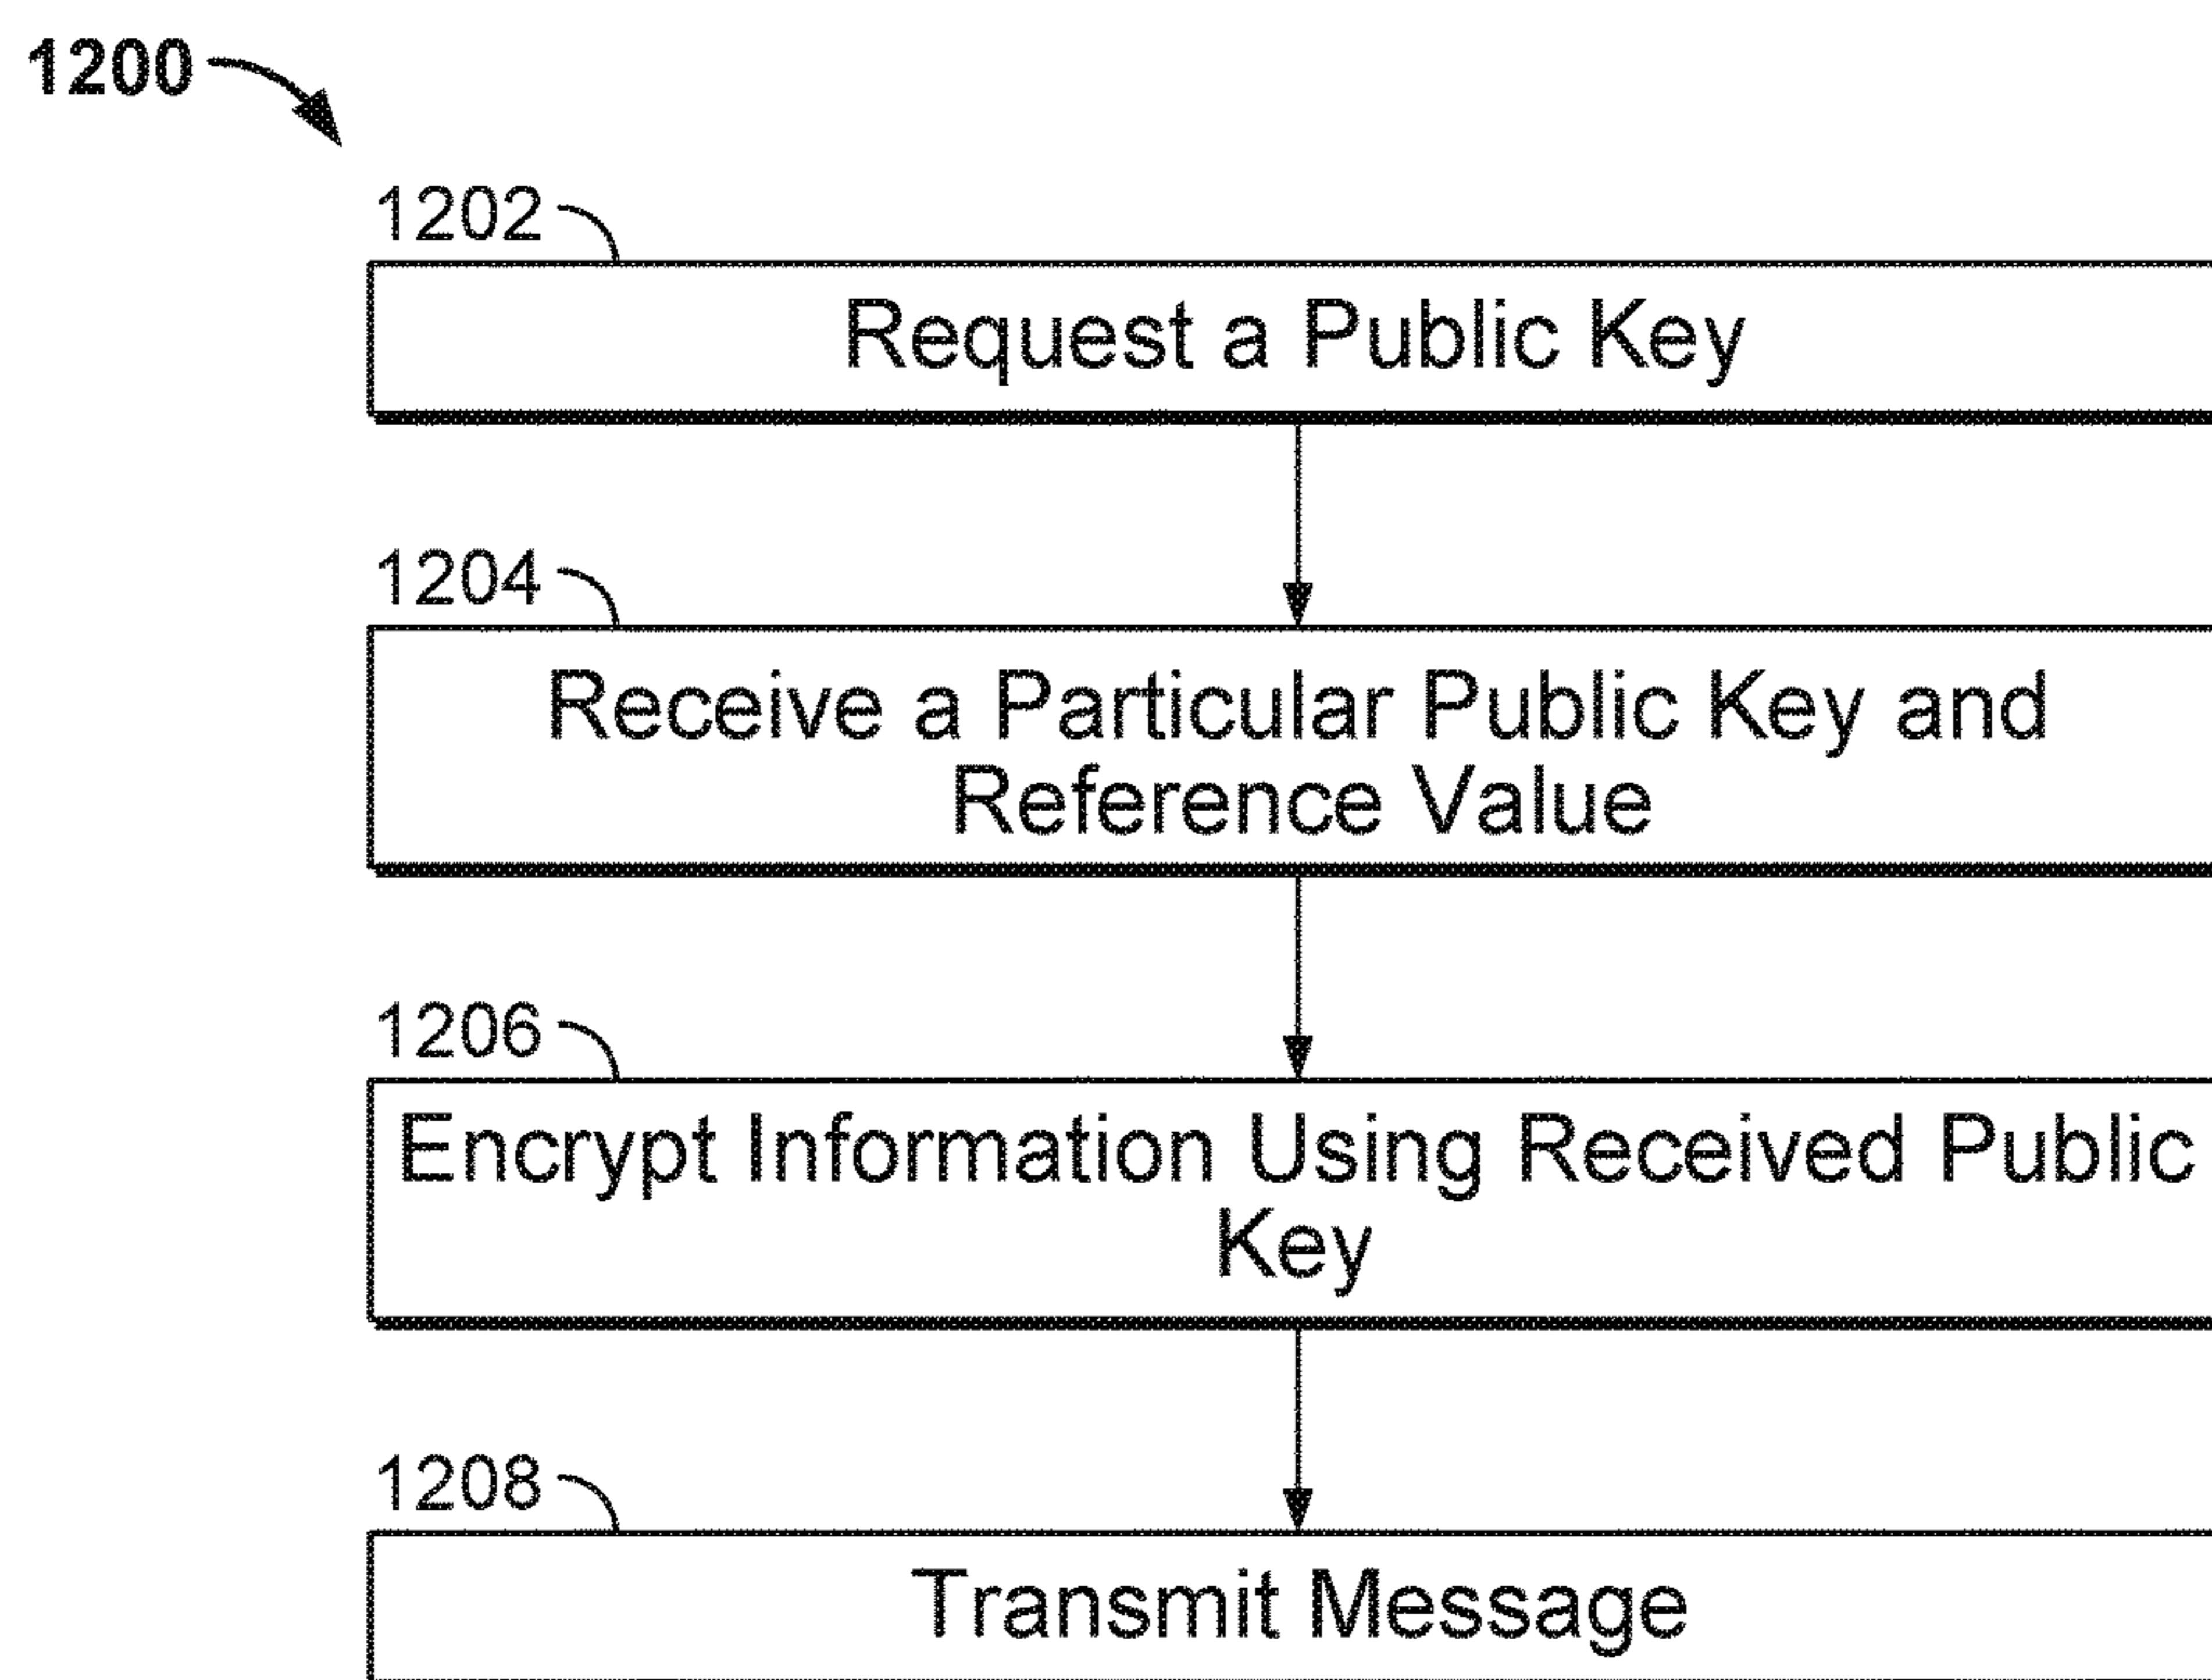 1200
1202
Request a Public Key
1204
Receive a Particular Public Key and
Reference Value
1206
Encrypt Information Using Received Public
Key
1208
Transmit Message